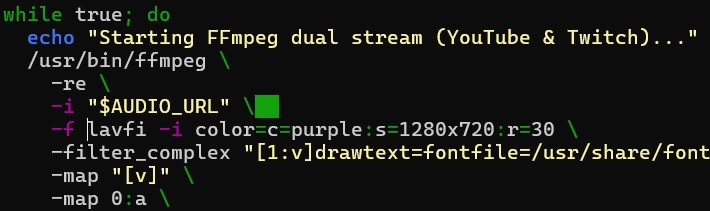 while true; do
  echo "Starting FFmpeg dual stream (YouTube & Twitch)..."
  /usr/bin/ffmpeg \
    -re \
    -i "$AUDIO_URL" \
    -f lavfi -i color=c=purple:s=1280x720:r=30 \
    -filter_complex "[1:v]drawtext=fontfile=/usr/share/font
    -map "[v]" \
    -map 0:a \